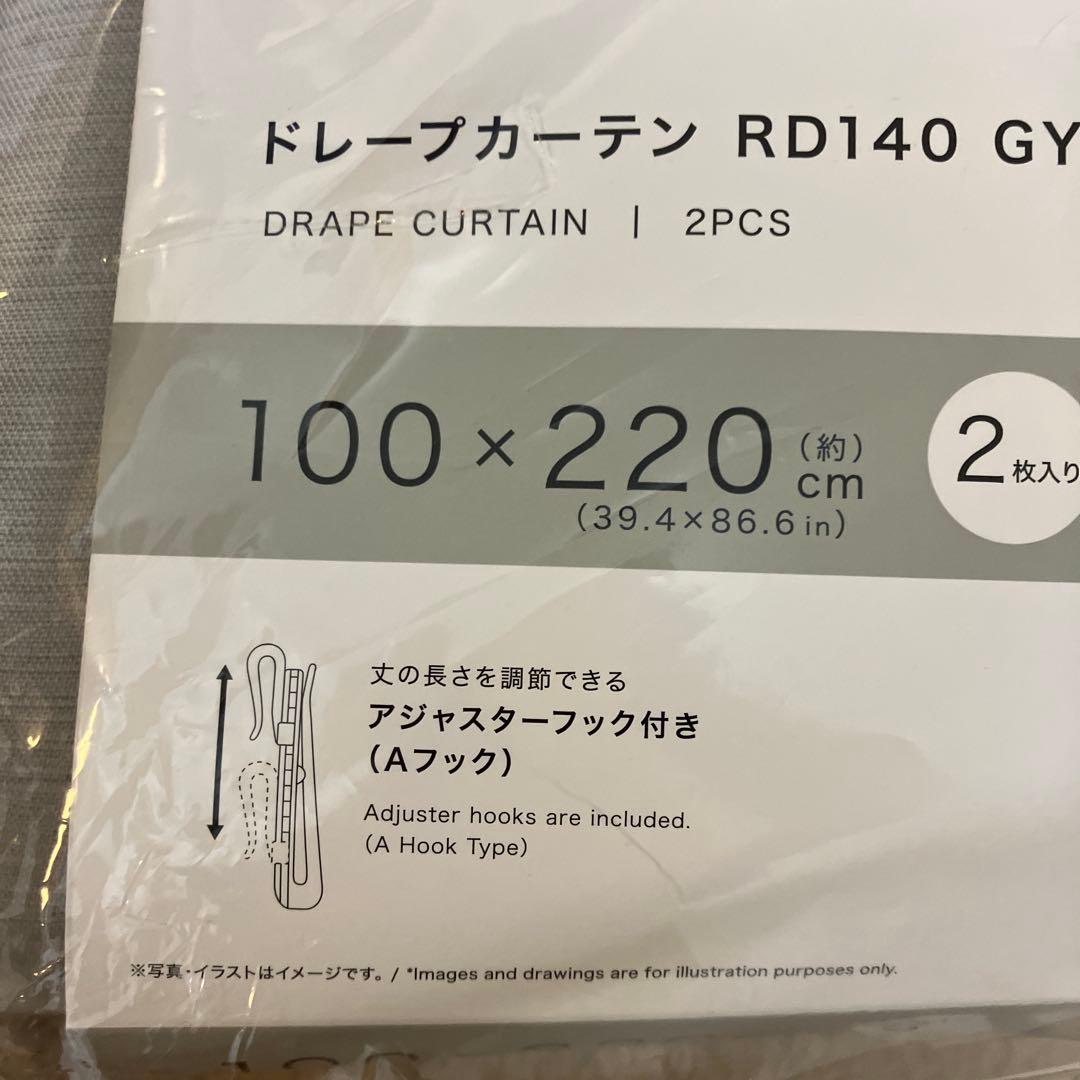 ドレープカーテン RD140 GY
DRAPE CURTAIN | 2PCS
100×220 (約) cm
(39.4×86.6in)
2枚入り
丈の長さを調節できる
アジャスターフック付き
(Aフック)
Adjuster hooks are included.
(A Hook Type)
※写真・イラストはイメージです。/ *Images and drawings are for illustration purposes only.